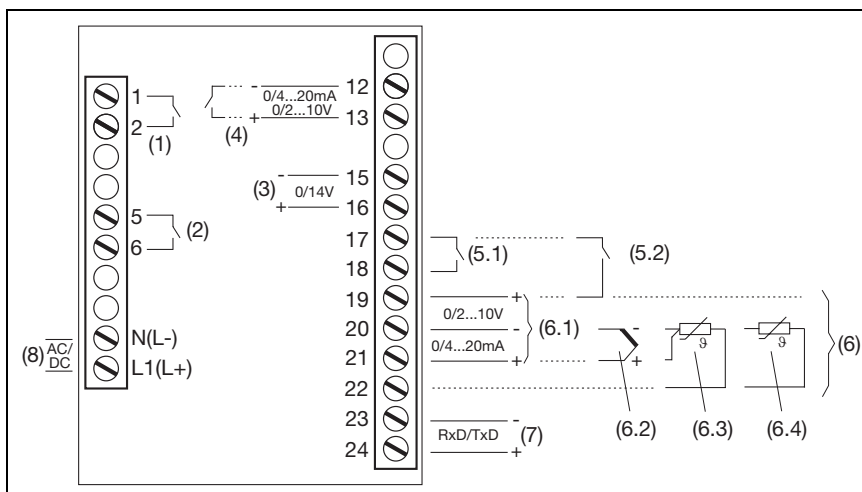 1
2
(1)
5
6
(2)
N(L-)
L1(L+)
(8) AC/
DC
(4)
- 0/4...20mA 12
+ 0/2...10V 13
(3) - 0/14V 15
+ 16
17
18
19
20
21
22
23
24
(5.1)
(5.2)
+
0/2...10V
-
0/4...20mA
+
(6.1)
-
+
(6.2)
ϑ
(6.3)
ϑ
(6.4)
(6)
-
RxD/TxD
+
(7)